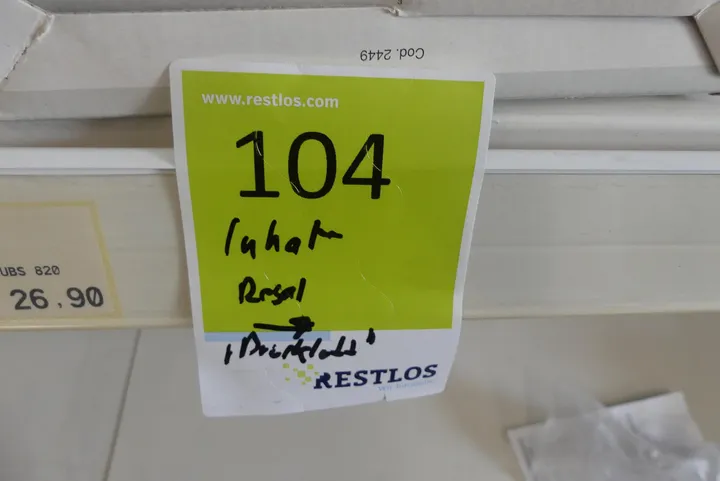 Cod. 2449
www.restlos.com
104
Inhalt
Regal
→
UBS 820
26.90
RESTLOS